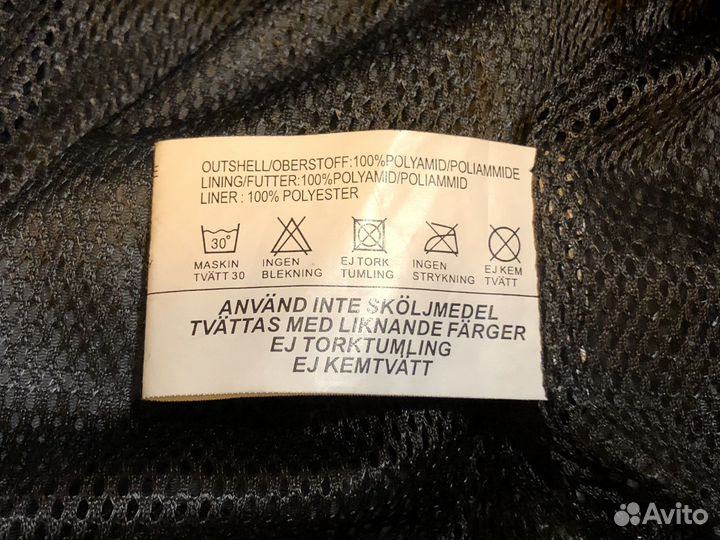 OUTSHELL/OBERSTOFF:100%POLYAMID/POLIAMMIDE
LINING/FUTTER:100%POLYAMID/POLIAMMID
LINER : 100% POLYESTER
30°
MASKIN
TVÄTT 30
INGEN
BLEKNING
EJ TORK
TUMLING
INGEN
STRYKNING
EJ KEM
TVÄTT
ANVÄND INTE SKÖLJMEDEL
TVÄTTAS MED LIKNANDE FÄRGER
EJ TORKTUMLING
EJ KEMTVÄTT
Avito